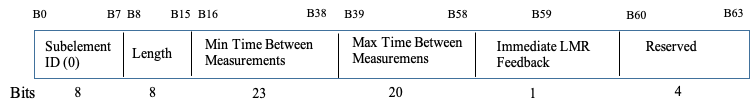 B0 B7 B8 B15 B16 B38 B39 B58 B59 B60 B63
Subelement ID (0) Length Min Time Between Measurements Max Time Between Measuremens Immediate LMR Feedback Reserved
Bits 8 8 23 20 1 4